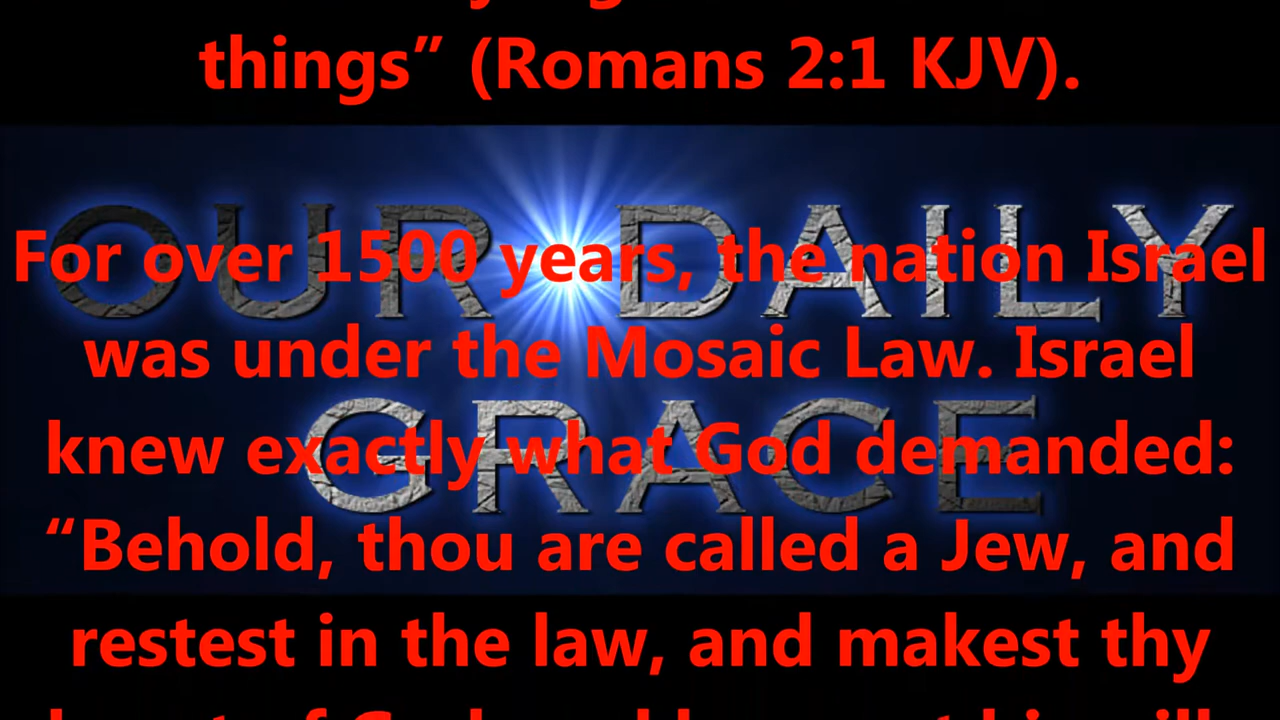 things” (Romans 2:1 KJV).
OUR DAILY
GRACE
For over 1500 years, the nation Israel
was under the Mosaic Law. Israel
knew exactly what God demanded:
“Behold, thou are called a Jew, and
restest in the law, and makest thy